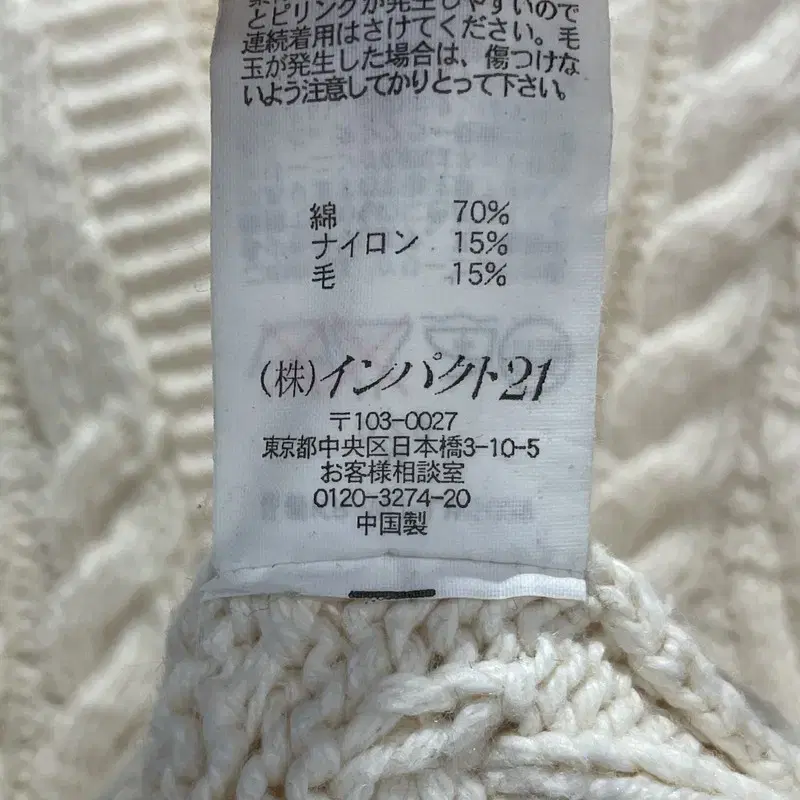 とピリングが発生しやすいので
連続着用はさけてください。毛
玉が発生した場合は、傷つけな
いよう注意してかりとって下さい。
綿 70%
ナイロン 15%
毛 15%
(株)インパクト21
〒103-0027
東京都中央区日本橋3-10-5
お客様相談室
0120-3274-20
中国製